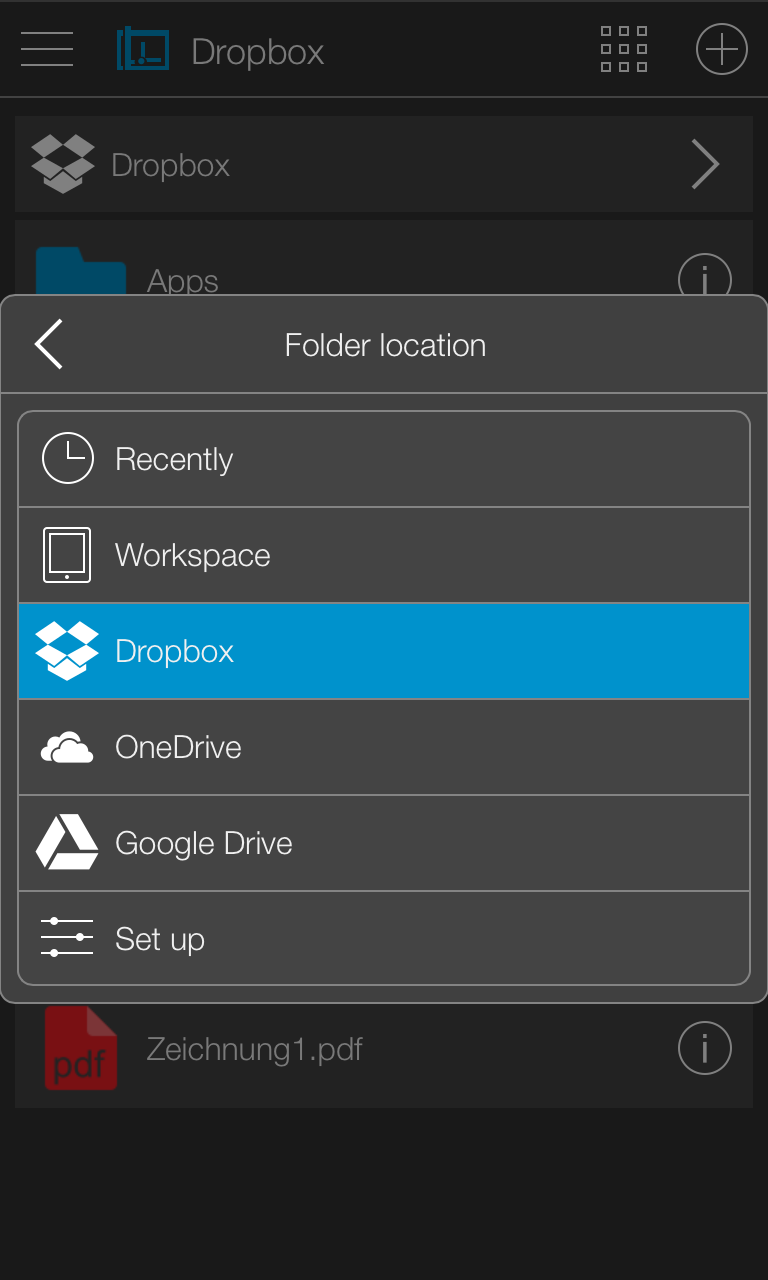 Dropbox
Dropbox
Apps
Folder location
Recently
Workspace
Dropbox
OneDrive
Google Drive
Set up
pdf
Zeichnung1.pdf